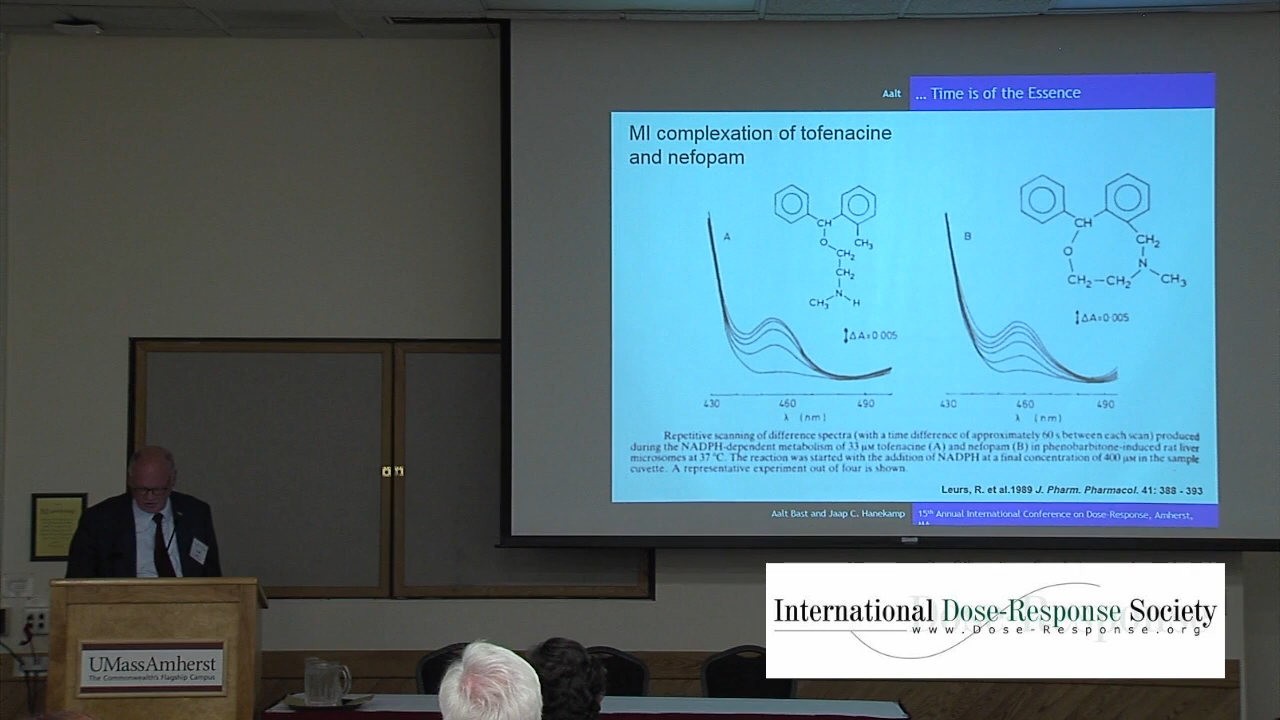 Aalt
... Time is of the Essence
MI complexation of tofenacine
and nefopam
A
CH
O
CH₃
CH₂
CH₂
N
CH₃
H
ΔA=0·005
430
460
490
λ (nm)
B
CH
O
CH₂
N
CH₃
CH₂-CH₂
ΔA=0·005
430
460
490
λ (nm)
Repetitive scanning of difference spectra (with a time difference of approximately 60 s between each scan) produced
during the NADPH-dependent metabolism of 33 μM tofenacine (A) and nefopam (B) in phenobarbitone-induced rat liver
microsomes at 37 °C. The reaction was started with the addition of NADPH at a final concentration of 400 μM in the sample
cuvette. A representative experiment out of four is shown.
Leurs, R. et al.1989 J. Pharm. Pharmacol. 41: 388 - 393
Aalt Bast and Jaap C. Hanekamp
15th Annual International Conference on Dose-Response, Amherst,
International Dose-Response Society
www.Dose-Response.org
UMassAmherst
The Commonwealth's Flagship Campus